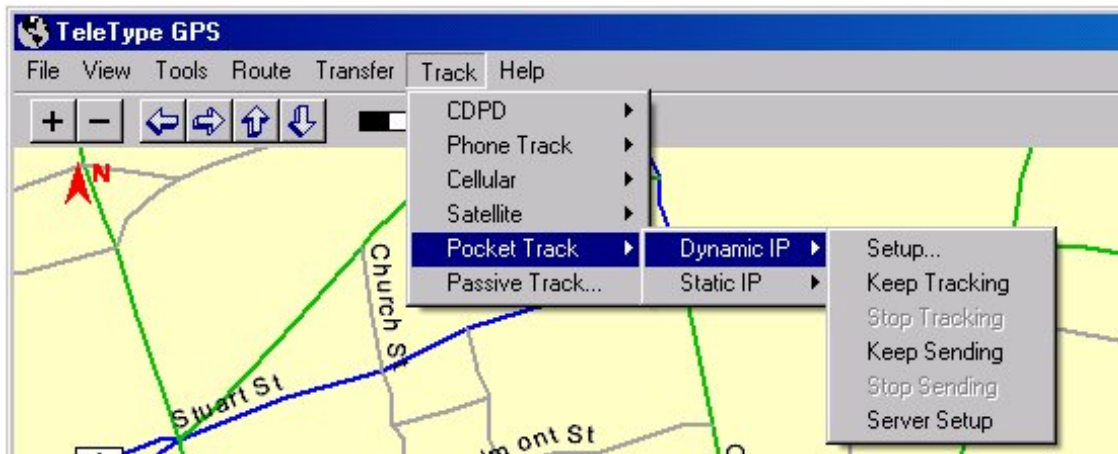 TeleType GPS
File View Tools Route Transfer Track Help
CDPD
Phone Track
Cellular
Satellite
Pocket Track
Passive Track...
Dynamic IP
Static IP
Setup...
Keep Tracking
Stop Tracking
Keep Sending
Stop Sending
Server Setup
N
Church St
Stuart St
mont St